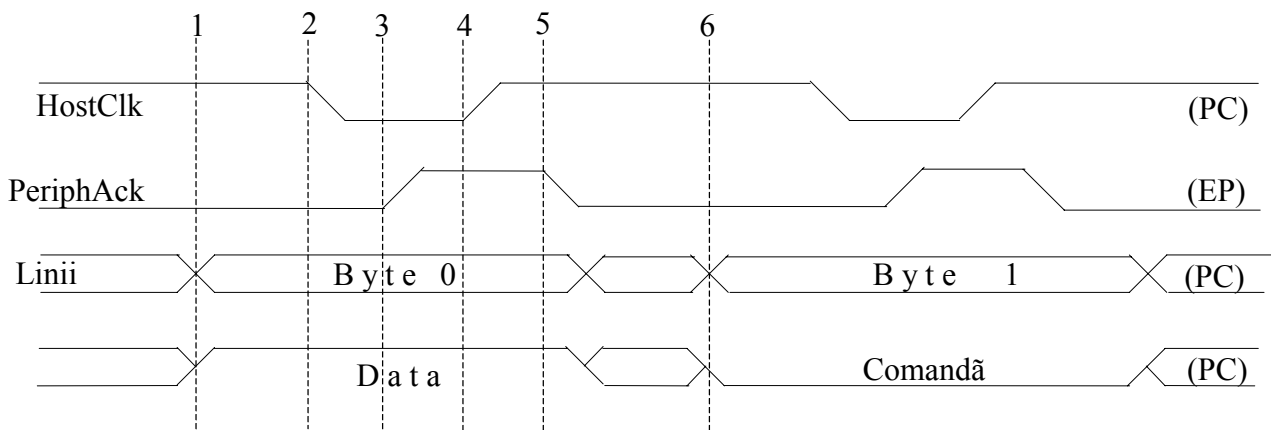 1 2 3 4 5 6
HostClk (PC)
PeriphAck (EP)
Linii Byte 0 Byte 1 (PC)
Data Comandã (PC)